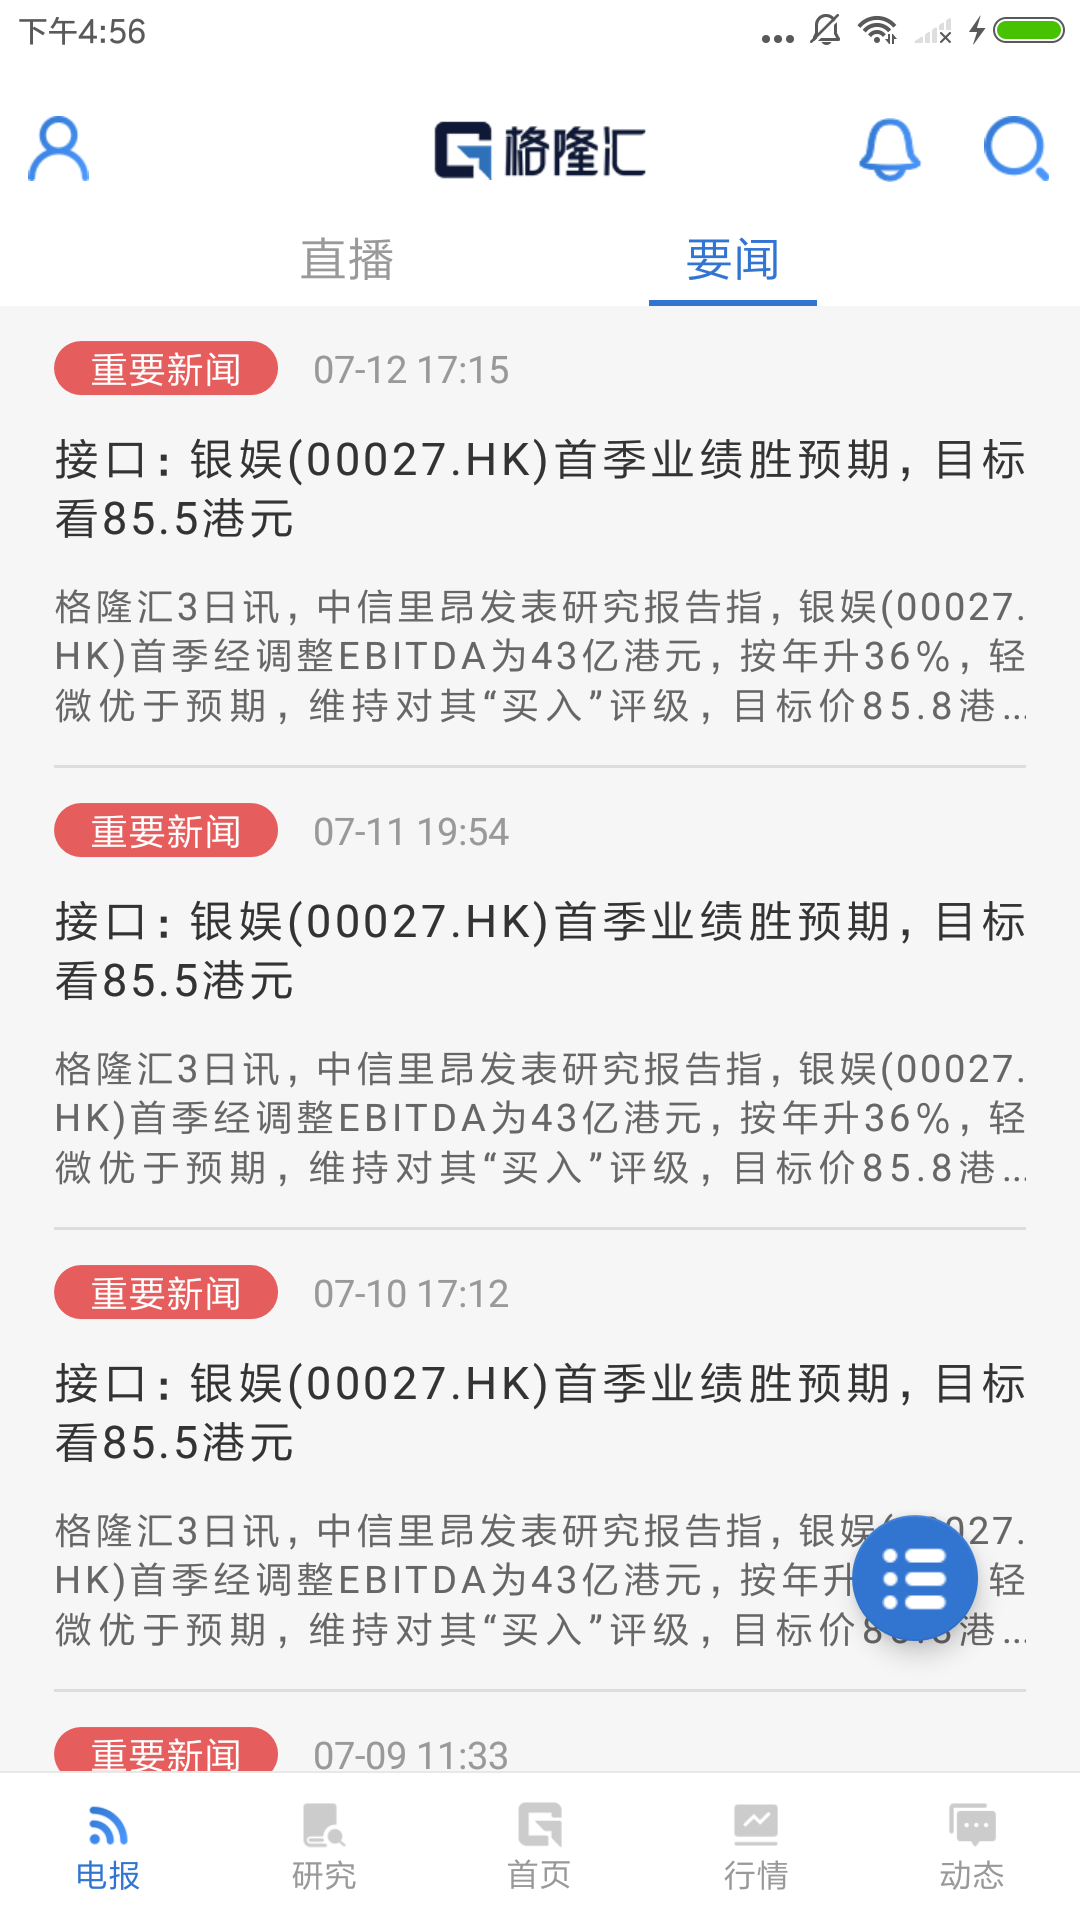 下午4:56
格隆汇
直播 要闻
重要新闻 07-12 17:15
接口：银娱(00027.HK)首季业绩胜预期，目标
看85.5港元
格隆汇3日讯，中信里昂发表研究报告指，银娱(00027.
HK)首季经调整EBITDA为43亿港元，按年升36%，轻
微优于预期，维持对其“买入”评级，目标价85.8港...
重要新闻 07-11 19:54
接口：银娱(00027.HK)首季业绩胜预期，目标
看85.5港元
格隆汇3日讯，中信里昂发表研究报告指，银娱(00027.
HK)首季经调整EBITDA为43亿港元，按年升36%，轻
微优于预期，维持对其“买入”评级，目标价85.8港...
重要新闻 07-10 17:12
接口：银娱(00027.HK)首季业绩胜预期，目标
看85.5港元
格隆汇3日讯，中信里昂发表研究报告指，银娱 027.
HK)首季经调整EBITDA为43亿港元，按年升 轻
微优于预期，维持对其“买入”评级，目标价85.8港...
重要新闻 07-09 11:33
电报 研究 首页 行情 动态